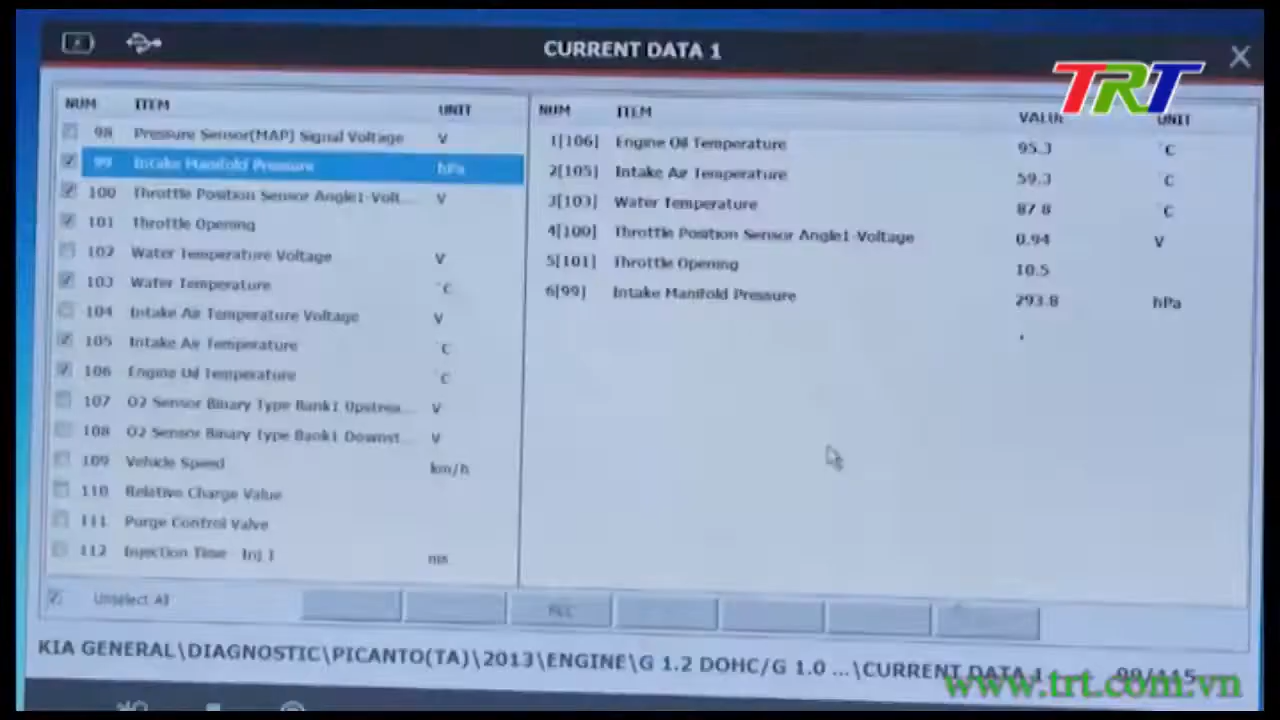 CURRENT DATA 1
TRT
NUM ITEM UNIT
98 Pressure Sensor(MAP) Signal Voltage V
99 Intake Manifold Pressure hPa
100 Throttle Position Sensor Angle1-Volt... V
101 Throttle Opening
102 Water Temperature Voltage V
103 Water Temperature °C
104 Intake Air Temperature Voltage V
105 Intake Air Temperature °C
106 Engine Oil Temperature °C
107 O2 Sensor Binary Type Bank1 Upstrea... V
108 O2 Sensor Binary Type Bank1 Downst... V
109 Vehicle Speed km/h
110 Relative Charge Value
111 Purge Control Valve
112 Injection Time - Inj 1 ms
Unselect All
NUM ITEM VALUE UNIT
1[106] Engine Oil Temperature 95.3 °C
2[105] Intake Air Temperature 59.3 °C
3[103] Water Temperature 87.8 °C
4[100] Throttle Position Sensor Angle1-Voltage 0.94 V
5[101] Throttle Opening 10.5
6[99] Intake Manifold Pressure 293.8 hPa
REC
KIA GENERAL\DIAGNOSTIC\PICANTO(TA)\2013\ENGINE\G 1.2 DOHC/G 1.0 ...\CURRENT DATA 1 99/115
www.trt.com.vn